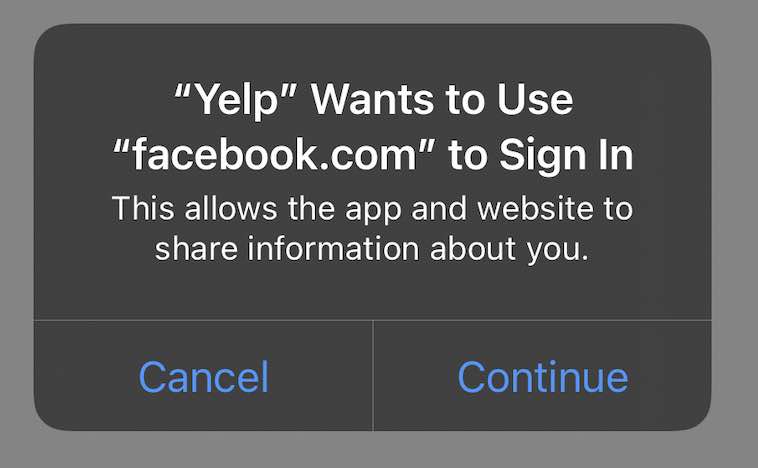 “Yelp” Wants to Use
“facebook.com” to Sign In
This allows the app and website to
share information about you.
Cancel
Continue